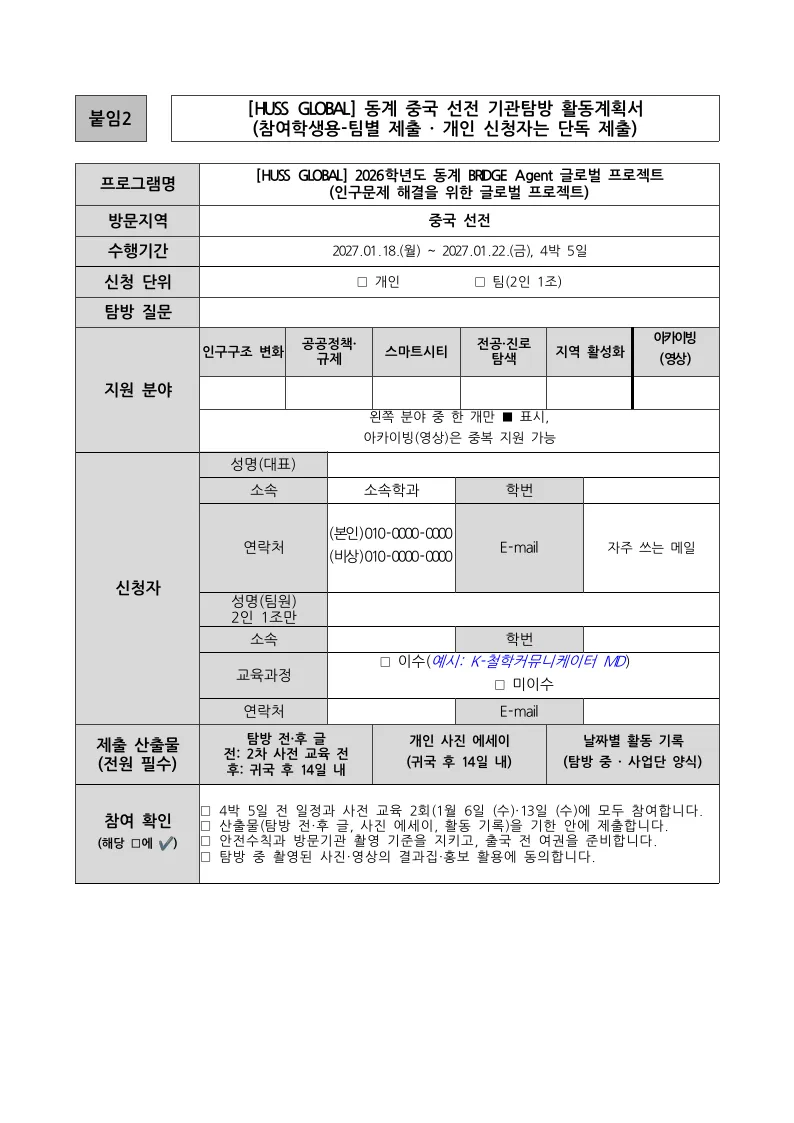 붙임2
[HUSS GLOBAL] 동계 중국 선전 기관탐방 활동계획서
(참여학생용-팀별 제출 · 개인 신청자는 단독 제출)
프로그램명
[HUSS GLOBAL] 2026학년도 동계 BRIDGE Agent 글로벌 프로젝트
(인구문제 해결을 위한 글로벌 프로젝트)
방문지역
중국 선전
수행기간
2027.01.18.(월) ~ 2027.01.22.(금), 4박 5일
신청 단위
□ 개인 □ 팀(2인 1조)
탐방 질문
지원 분야
인구구조 변화
공공정책·
규제
스마트시티
전공·진로
탐색
지역 활성화
아카이빙
(영상)
왼쪽 분야 중 한 개만 ■ 표시,
아카이빙(영상)은 중복 지원 가능
신청자
성명(대표)
소속
소속학과
학번
연락처
(본인)010-0000-0000
(비상)010-0000-0000
E-mail
자주 쓰는 메일
성명(팀원)
2인 1조만
소속
학번
교육과정
□ 이수(예시: K-철학커뮤니케이터 MD)
□ 미이수
연락처
E-mail
제출 산출물
(전원 필수)
탐방 전·후 글
전: 2차 사전 교육 전
후: 귀국 후 14일 내
개인 사진 에세이
(귀국 후 14일 내)
날짜별 활동 기록
(탐방 중 · 사업단 양식)
참여 확인
(해당 □에 ✔)
□ 4박 5일 전 일정과 사전 교육 2회(1월 6일 (수)·13일 (수)에 모두 참여합니다.
□ 산출물(탐방 전·후 글, 사진 에세이, 활동 기록)을 기한 안에 제출합니다.
□ 안전수칙과 방문기관 촬영 기준을 지키고, 출국 전 여권을 준비합니다.
□ 탐방 중 촬영된 사진·영상의 결과집·홍보 활용에 동의합니다.